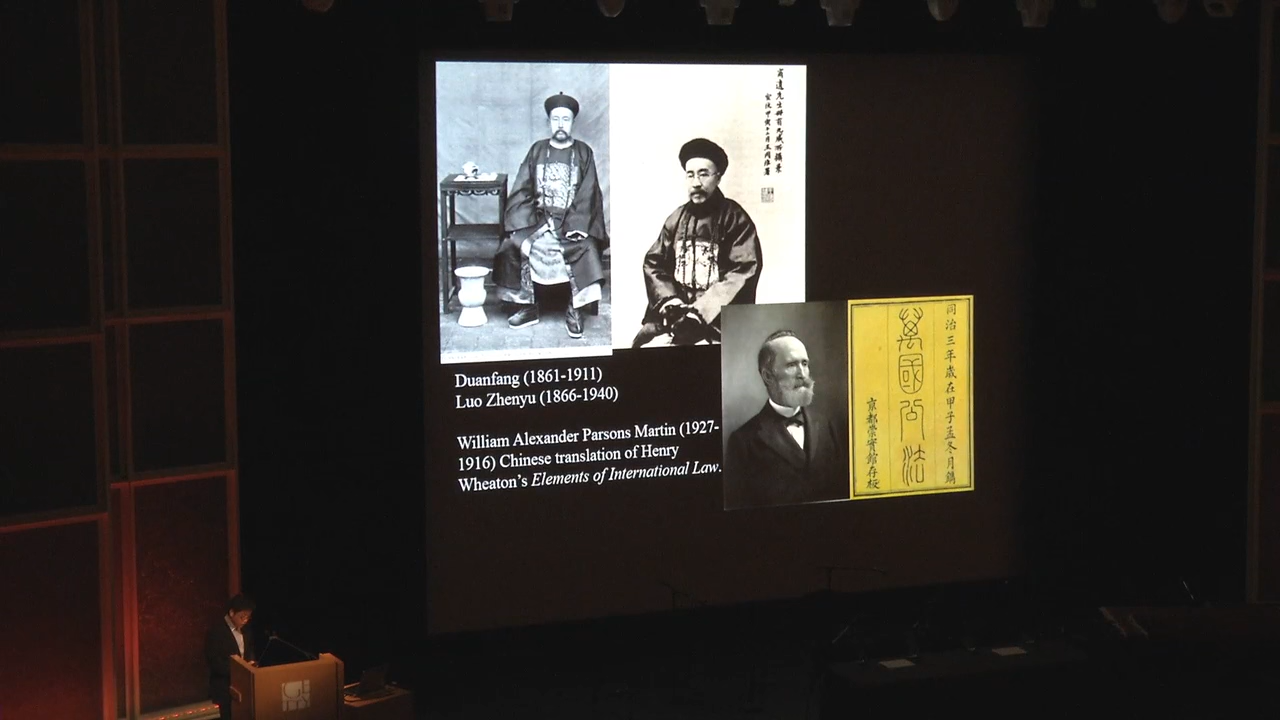 Duanfang (1861-1911)
Luo Zhenyu (1866-1940)
William Alexander Parsons Martin (1927-
1916) Chinese translation of Henry
Wheaton's Elements of International Law.
同治三年歲在甲子孟冬月鐫
萬國公法
京都崇實館存板